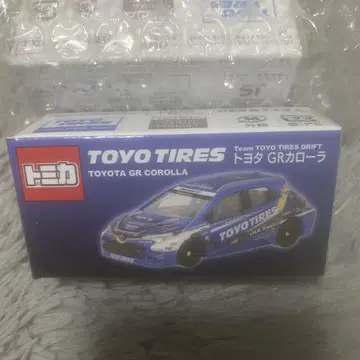 トミカ
TOYO TIRES
TOYOTA GR COROLLA
Team TOYO TIRES DRIFT
トヨタ GRカローラ
TOYO TIRES